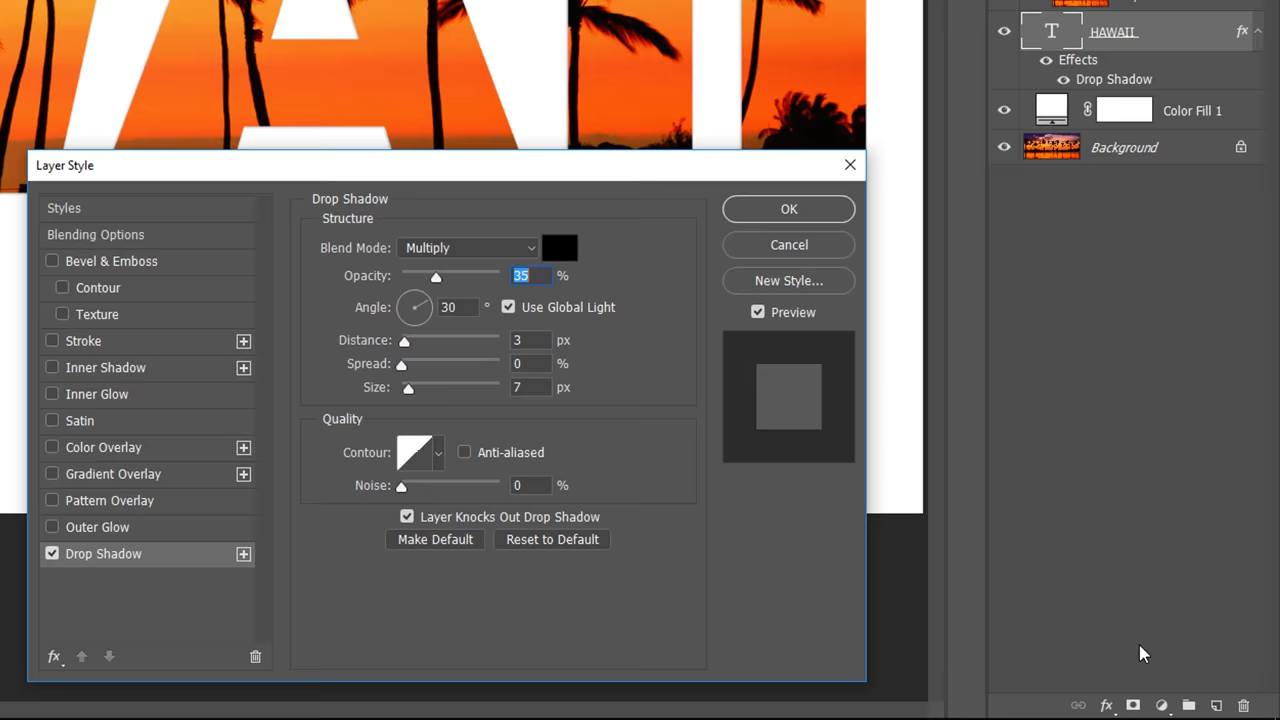 HAWAII
fx
Effects
Drop Shadow
Color Fill 1
Background
Layer Style
Styles
Blending Options
Bevel & Emboss
Contour
Texture
Stroke
Inner Shadow
Inner Glow
Satin
Color Overlay
Gradient Overlay
Pattern Overlay
Outer Glow
Drop Shadow
fx
Drop Shadow
Structure
Blend Mode: Multiply
Opacity: 35 %
Angle: 30 ° Use Global Light
Distance: 3 px
Spread: 0 %
Size: 7 px
Quality
Contour: Anti-aliased
Noise: 0 %
Layer Knocks Out Drop Shadow
Make Default Reset to Default
OK
Cancel
New Style...
Preview
fx